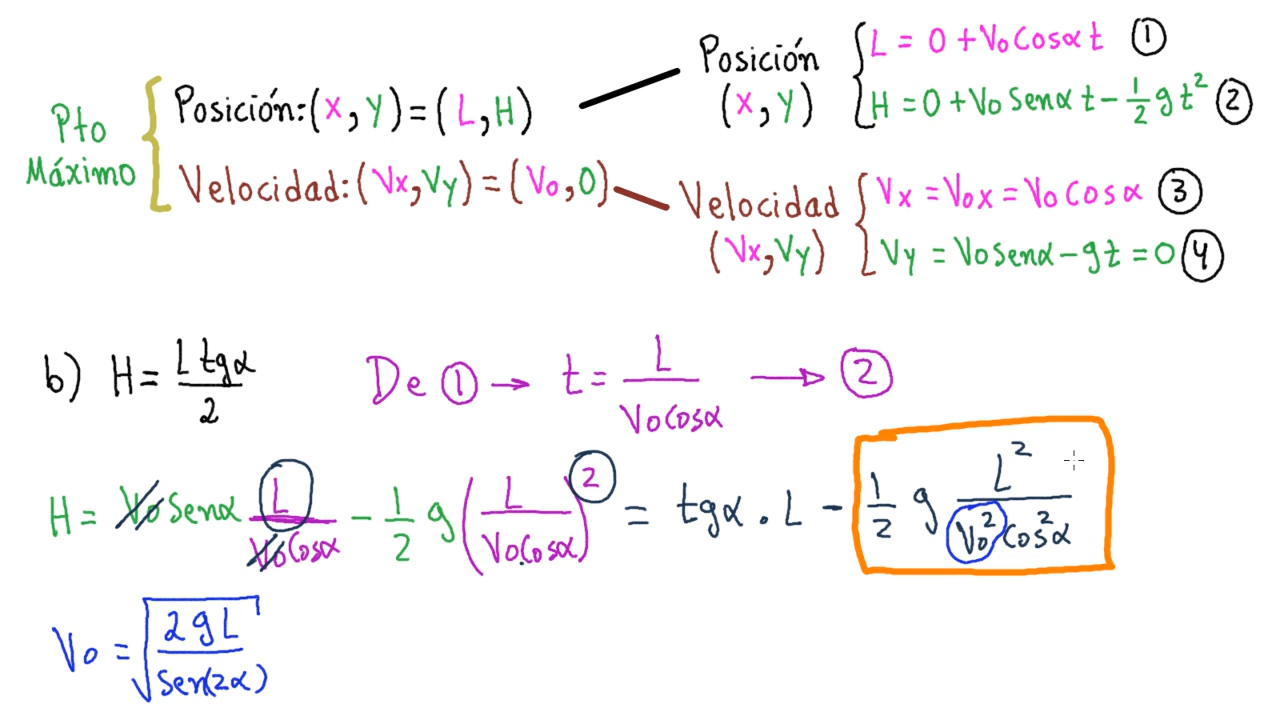 Pto Máximo
Posición: (x, y) = (L, H)
Velocidad: (Vx, Vy) = (Vo, 0)
Posición (x, y)
L = 0 + Vo Cosα t ①
H = 0 + Vo Senα t - 1/2 g t² ②
Velocidad (Vx, Vy)
Vx = Vox = Vo Cosα ③
Vy = Vo Senα - gt = 0 ④
b) H = L tgα / 2
De ① → t = L / Vo Cosα → ②
H = Vo Senα L / Vo Cosα - 1/2 g (L / Vo Cosα)² = tgα . L - 1/2 g L² / Vo² Cos²α
Vo = √(2gL / Sen(2α))